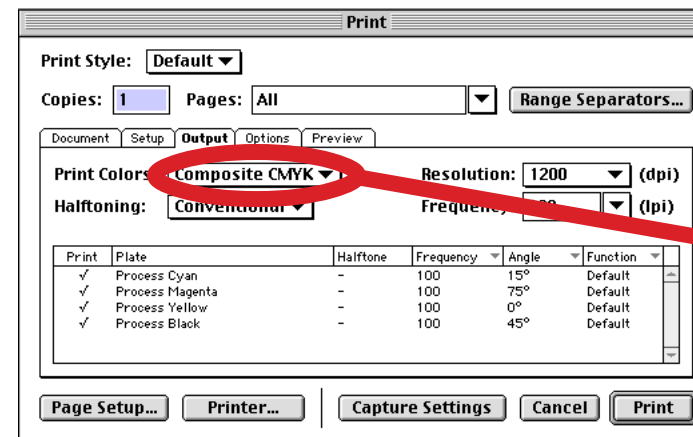 Print
Print Style: Default
Copies: 1 Pages: All Range Separators...
Document Setup Output Options Preview
Print Colors Composite CMYK Resolution: 1200 (dpi)
Halftoning: Conventional Frequency (lpi)
Print Plate Halftone Frequency Angle Function
√ Process Cyan - 100 15° Default
√ Process Magenta - 100 75° Default
√ Process Yellow - 100 0° Default
√ Process Black - 100 45° Default
Page Setup... Printer... Capture Settings Cancel Print